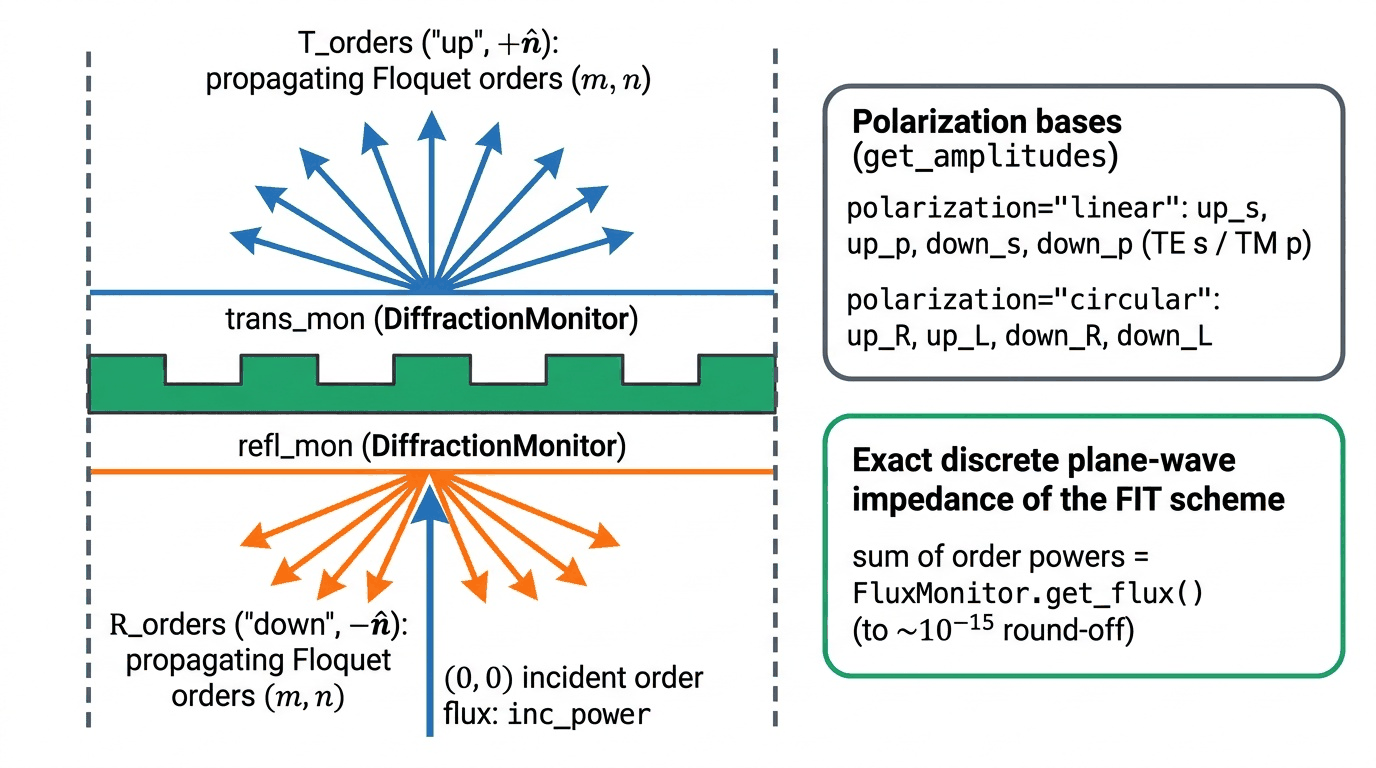 T_orders ("up", +n̂):
propagating Floquet orders (m, n)
trans_mon (DiffractionMonitor)
refl_mon (DiffractionMonitor)
R_orders ("down", −n̂):
propagating Floquet
orders (m, n)
(0, 0) incident order
flux: inc_power
Polarization bases
(get_amplitudes)
polarization="linear": up_s,
up_p, down_s, down_p (TE s / TM p)
polarization="circular":
up_R, up_L, down_R, down_L
Exact discrete plane-wave
impedance of the FIT scheme
sum of order powers =
FluxMonitor.get_flux()
(to ~10⁻¹⁵ round-off)